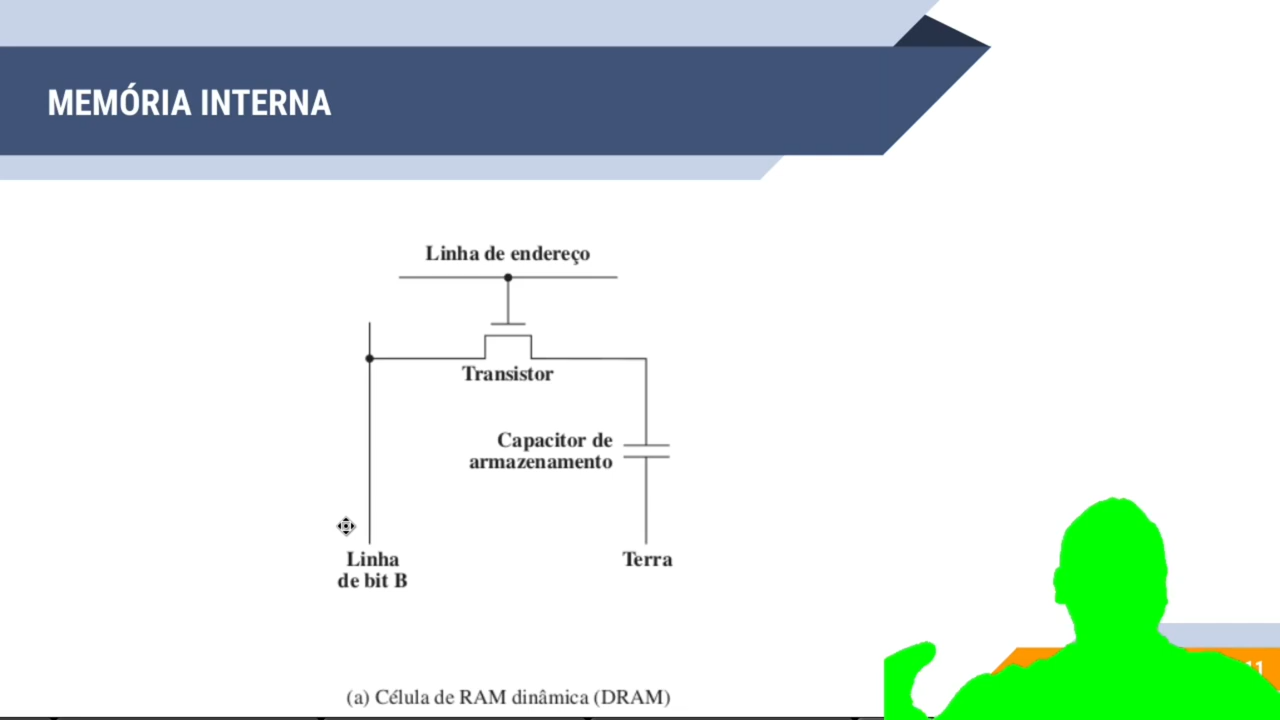 MEMÓRIA INTERNA
Linha de endereço
Transistor
Capacitor de
armazenamento
Linha
de bit B
Terra
(a) Célula de RAM dinâmica (DRAM)